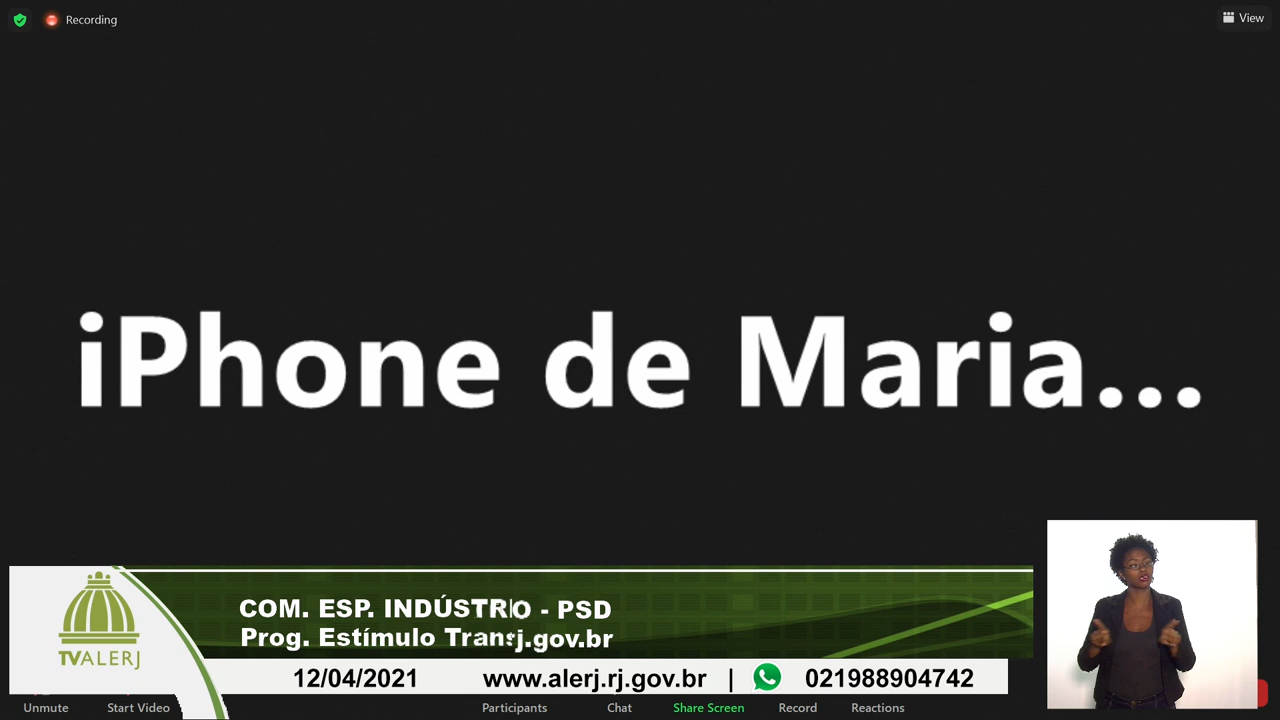 Recording
View
iPhone de Maria...
COM. ESP. INDÚSTRIO - PSD
Prog. Estímulo Transj.gov.br
TVALERJ
12/04/2021 www.alerj.rj.gov.br | 021988904742
Unmute Start Video Participants Chat Share Screen Record Reactions